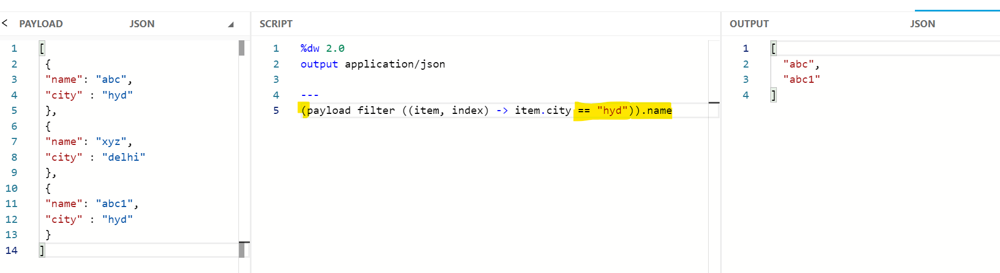 < PAYLOAD JSON
1 [
2 {
3 "name": "abc",
4 "city" : "hyd"
5 },
6 {
7 "name": "xyz",
8 "city" : "delhi"
9 },
10 {
11 "name": "abc1",
12 "city" : "hyd"
13 }
14 ]
SCRIPT
1 %dw 2.0
2 output application/json
3
4 ---
5 (payload filter ((item, index) -> item.city == "hyd")).name
OUTPUT JSON
1 [
2 "abc",
3 "abc1"
4 ]